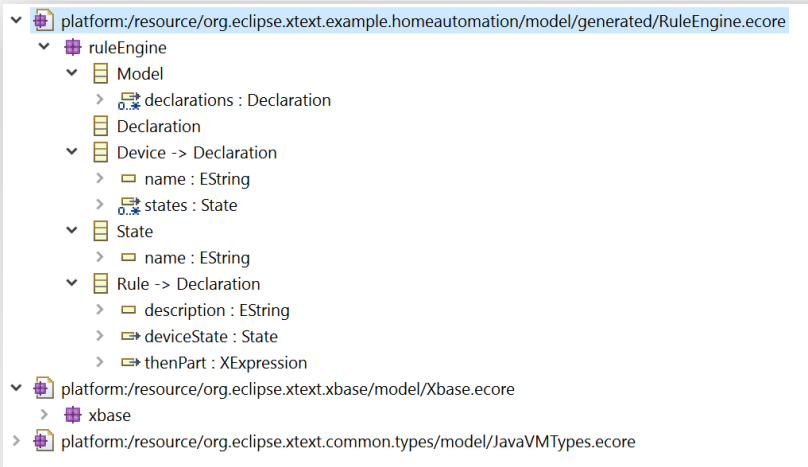 platform:/resource/org.eclipse.xtext.example.homeautomation/model/generated/RuleEngine.ecore
ruleEngine
Model
0..* declarations : Declaration
Declaration
Device -> Declaration
name : EString
0..* states : State
State
name : EString
Rule -> Declaration
description : EString
deviceState : State
thenPart : XExpression
platform:/resource/org.eclipse.xtext.xbase/model/Xbase.ecore
xbase
platform:/resource/org.eclipse.xtext.common.types/model/JavaVMTypes.ecore